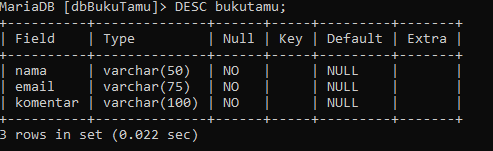 MariaDB [dbBukuTamu]> DESC bukutamu;
+----------+--------------+------+-----+---------+-------+
| Field    | Type         | Null | Key | Default | Extra |
+----------+--------------+------+-----+---------+-------+
| nama     | varchar(50)  | NO   |     | NULL    |       |
| email    | varchar(75)  | NO   |     | NULL    |       |
| komentar | varchar(100) | NO   |     | NULL    |       |
+----------+--------------+------+-----+---------+-------+
3 rows in set (0.022 sec)